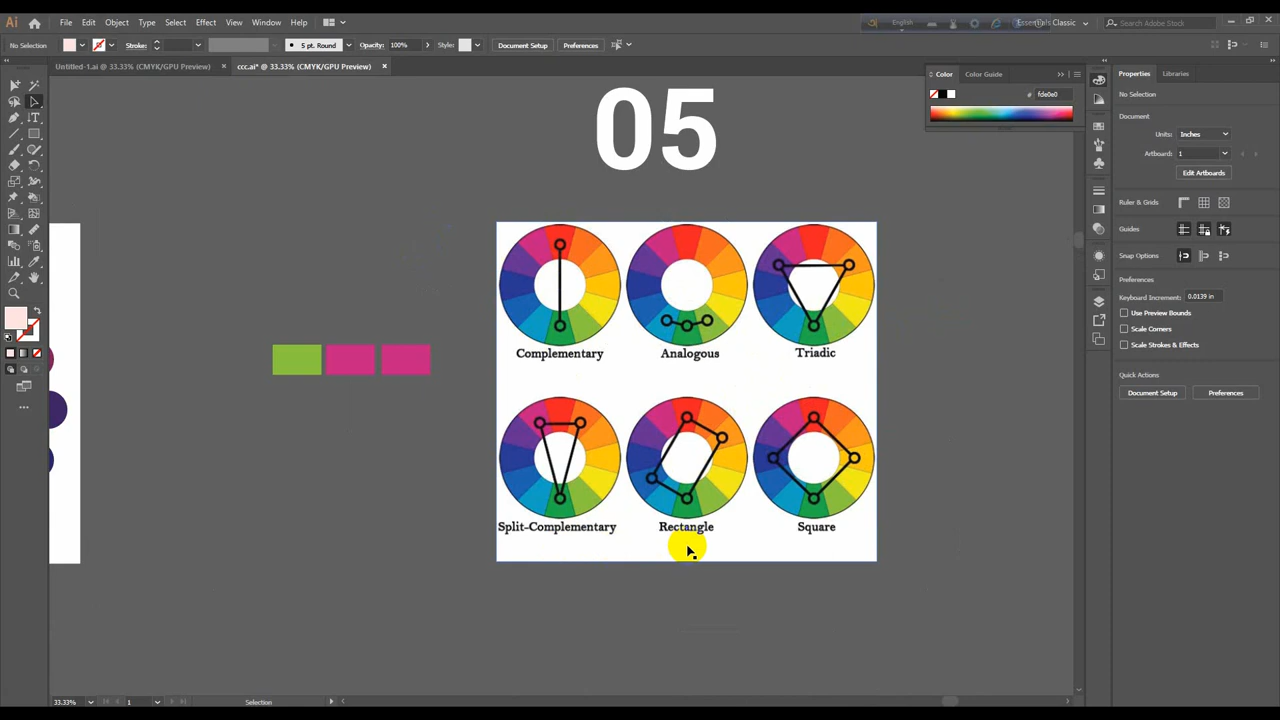 Ai File Edit Object Type Select Effect View Window Help English Essentials Classic Search Adobe Stock
No Selection Stroke: 5 pt. Round Opacity: 100% Style: Document Setup Preferences
Untitled-1.ai @ 33.33% (CMYK/GPU Preview) × ccc.ai* @ 33.33% (CMYK/GPU Preview) ×
Color Color Guide
# fde0e0
Properties Libraries
No Selection
Document
Units: Inches
Artboard: 1
Edit Artboards
Ruler & Grids
Guides
Snap Options
Preferences
Keyboard Increment: 0.0139 in
Use Preview Bounds
Scale Corners
Scale Strokes & Effects
Quick Actions
Document Setup Preferences
05
Complementary Analogous Triadic
Split-Complementary Rectangle Square
33.33% 1 Selection